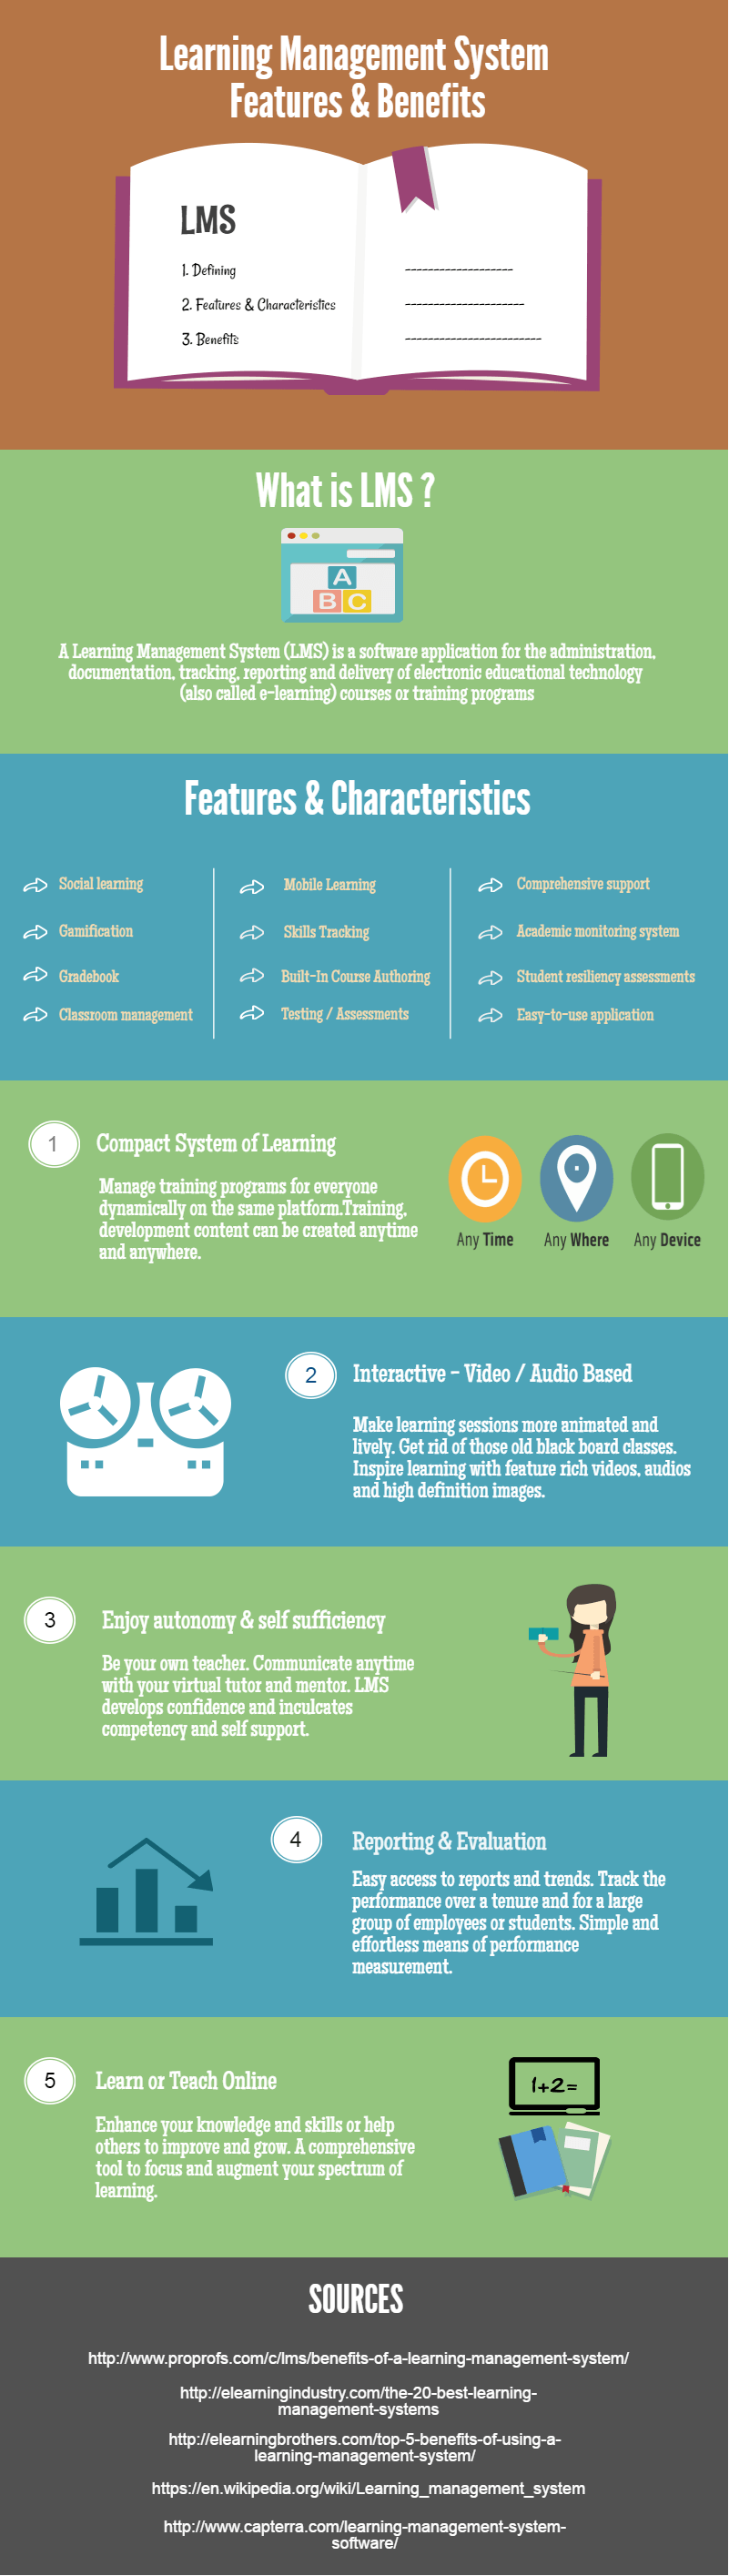 Learning Management System
Features & Benefits
LMS
1. Defining
2. Features & Characteristics
3. Benefits
What is LMS ?
A
B C
A Learning Management System (LMS) is a software application for the administration,
documentation, tracking, reporting and delivery of electronic educational technology
(also called e-learning) courses or training programs
Features & Characteristics
Social learning
Gamification
Gradebook
Classroom management
Mobile Learning
Skills Tracking
Built-In Course Authoring
Testing / Assessments
Comprehensive support
Academic monitoring system
Student resiliency assessments
Easy-to-use application
1 Compact System of Learning
Manage training programs for everyone
dynamically on the same platform.Training,
development content can be created anytime
and anywhere.
Any Time
Any Where
Any Device
2 Interactive - Video / Audio Based
Make learning sessions more animated and
lively. Get rid of those old black board classes.
Inspire learning with feature rich videos, audios
and high definition images.
3 Enjoy autonomy & self sufficiency
Be your own teacher. Communicate anytime
with your virtual tutor and mentor. LMS
develops confidence and inculcates
competency and self support.
4 Reporting & Evaluation
Easy access to reports and trends. Track the
performance over a tenure and for a large
group of employees or students. Simple and
effortless means of performance
measurement.
5 Learn or Teach Online
Enhance your knowledge and skills or help
others to improve and grow. A comprehensive
tool to focus and augment your spectrum of
learning.
1+2=
SOURCES
http://www.proprofs.com/c/lms/benefits-of-a-learning-management-system/
http://elearningindustry.com/the-20-best-learning-
management-systems
http://elearningbrothers.com/top-5-benefits-of-using-a-
learning-management-system/
https://en.wikipedia.org/wiki/Learning_management_system
http://www.capterra.com/learning-management-system-
software/